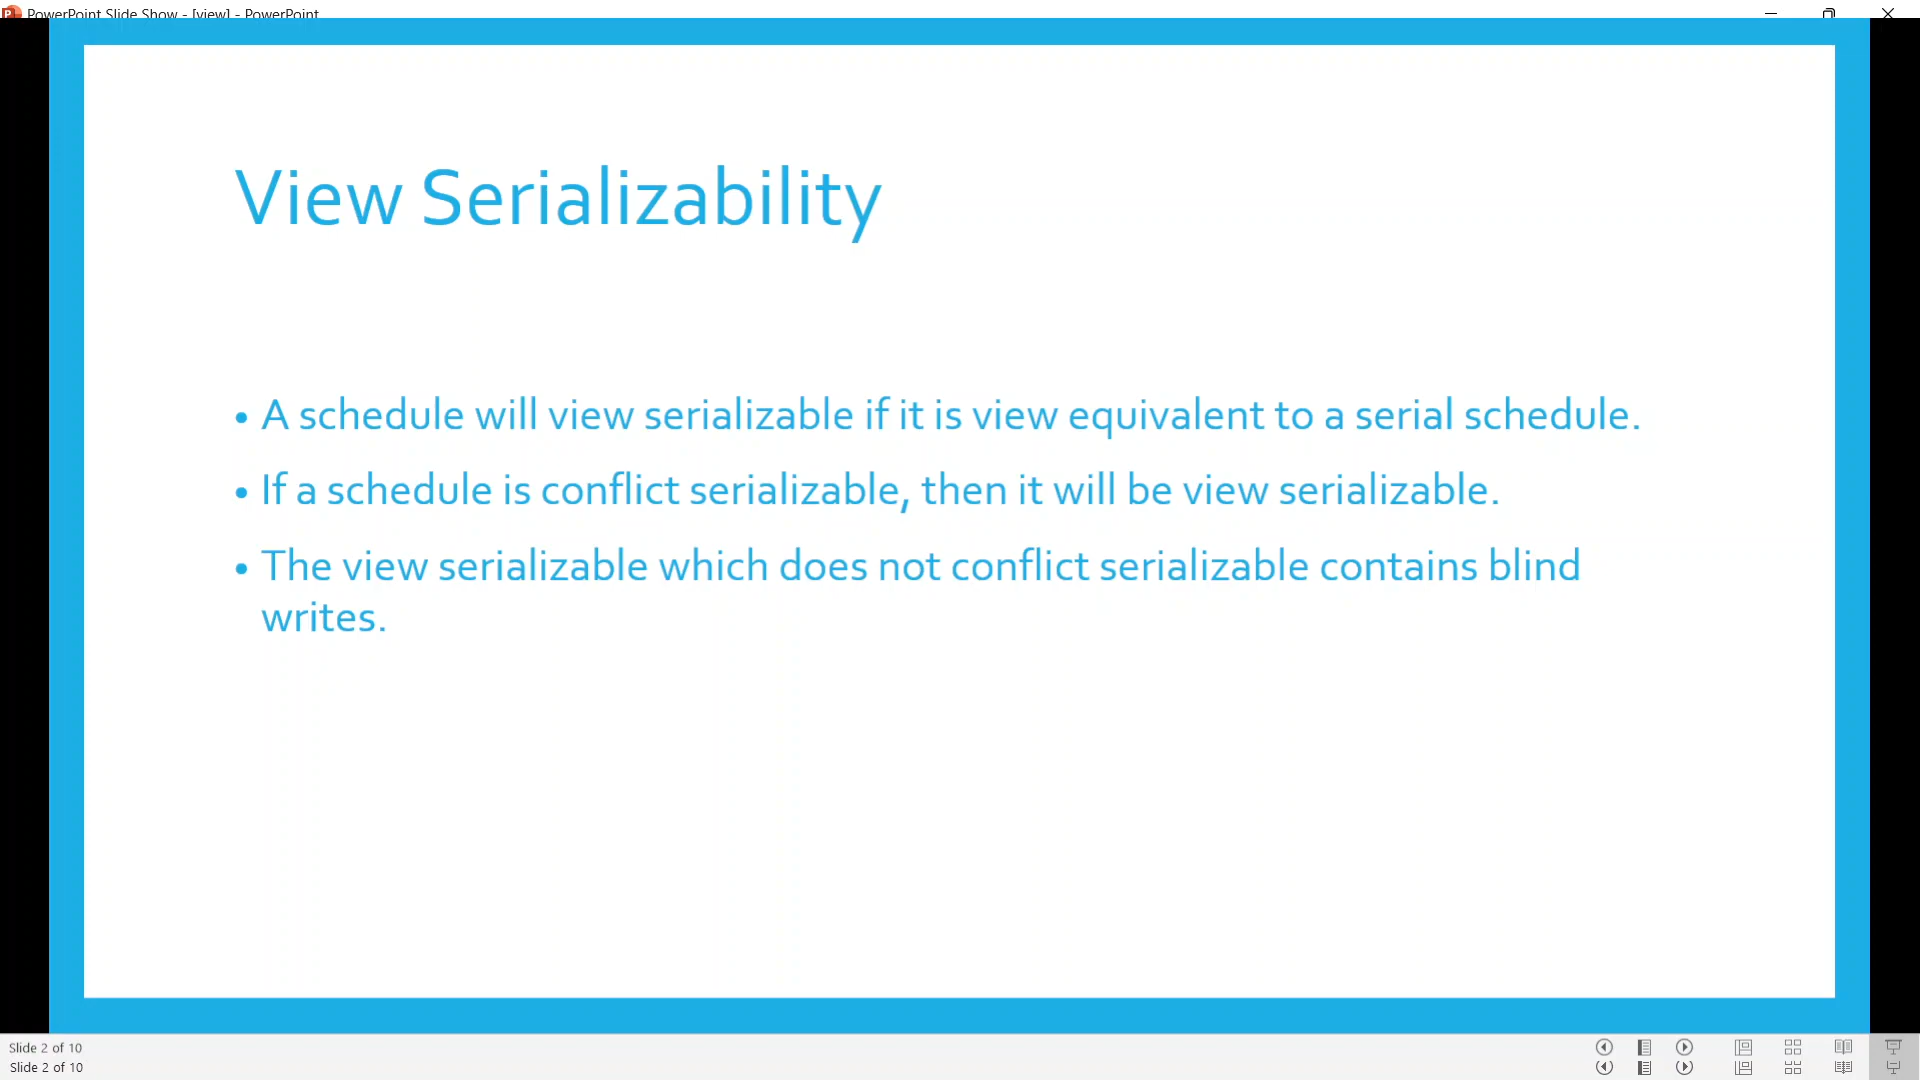 PowerPoint Slide Show - [view] - PowerPoint
View Serializability
• A schedule will view serializable if it is view equivalent to a serial schedule.
• If a schedule is conflict serializable, then it will be view serializable.
• The view serializable which does not conflict serializable contains blind
writes.
Slide 2 of 10
Slide 2 of 10